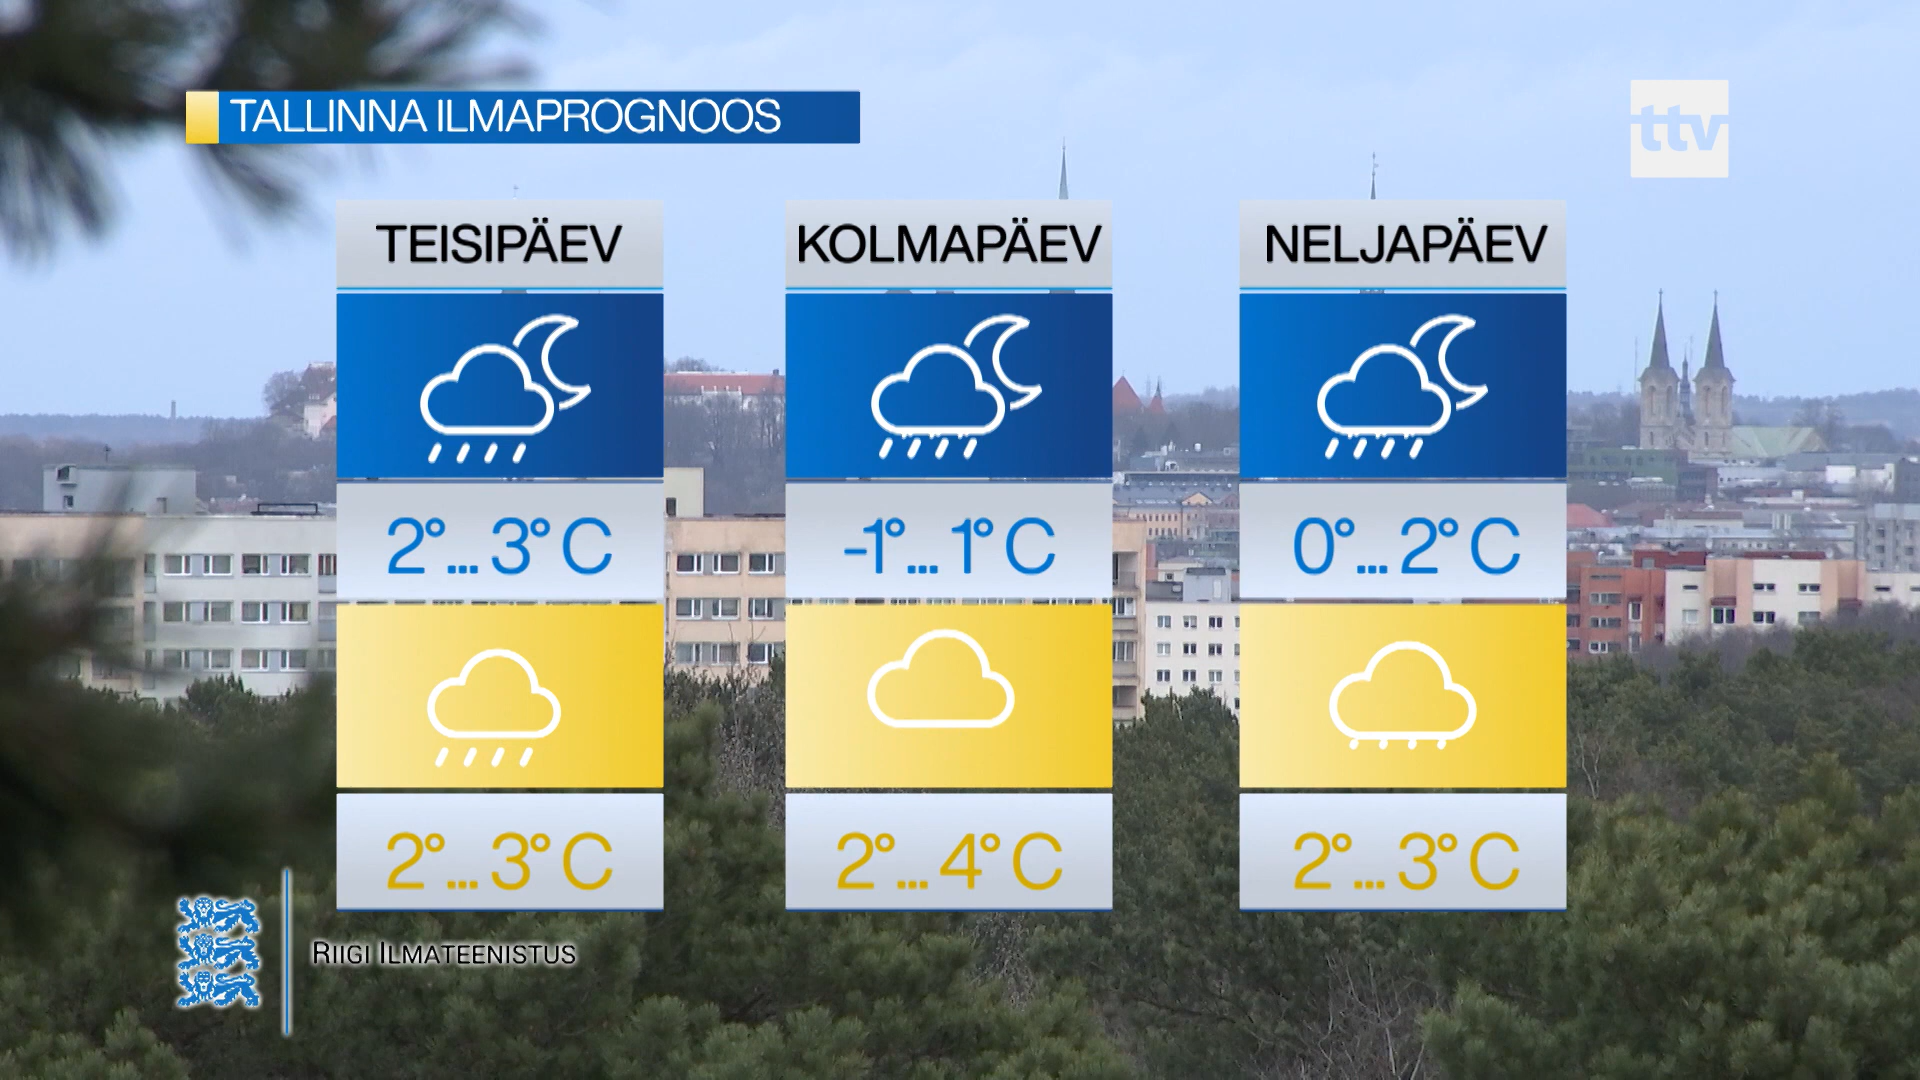 TALLINNA ILMAPROGNOOS
ttv
TEISIPÄEV
KOLMAPÄEV
NELJAPÄEV
2°... 3°C
-1°... 1°C
0°... 2°C
2°... 3°C
2°... 4°C
2°... 3°C
RIIGI ILMATEENISTUS